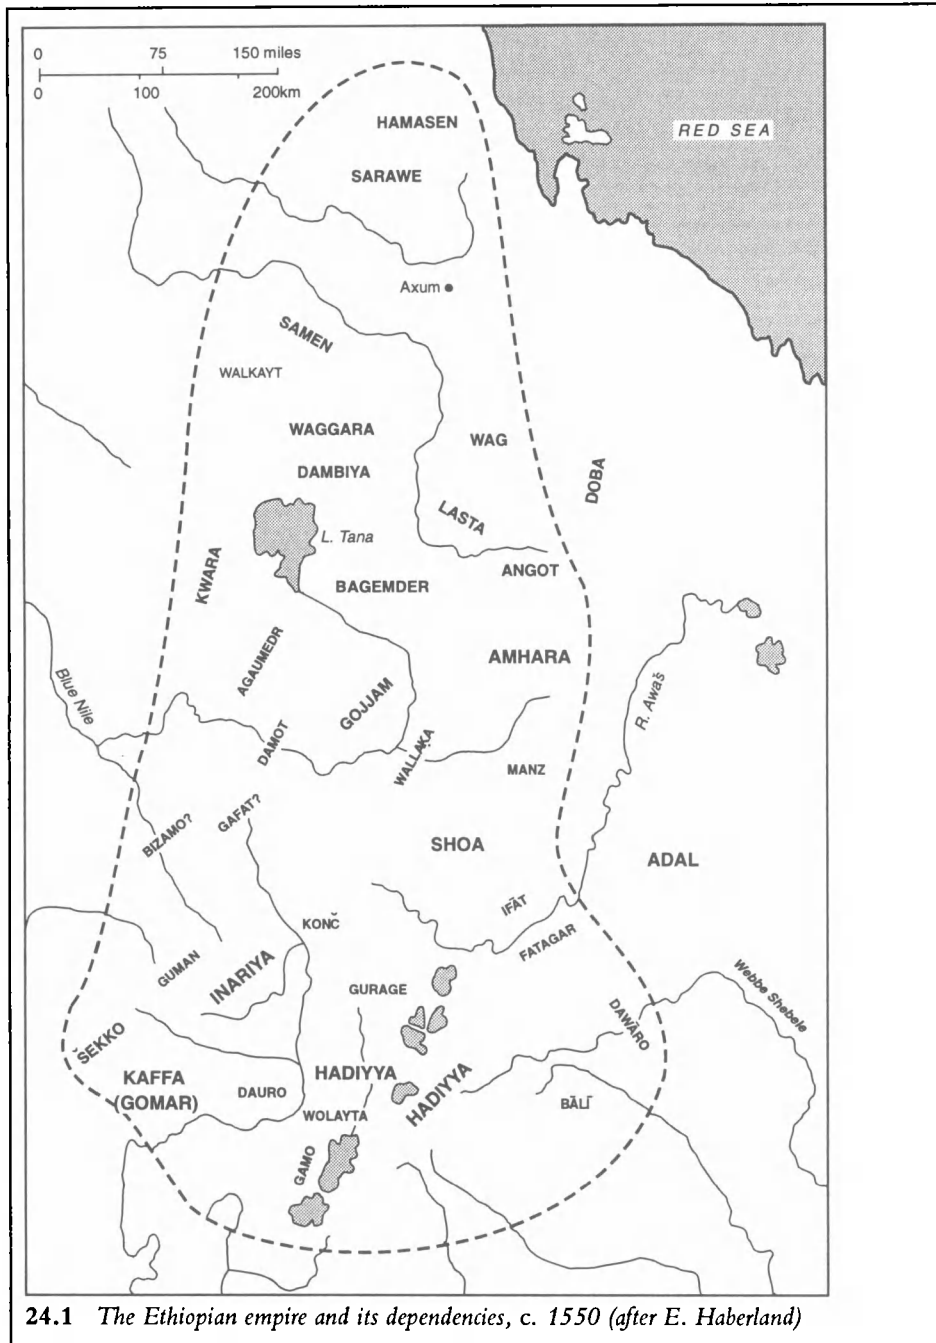 0 75 150 miles
0 100 200km
RED SEA
HAMASEN
SARAWE
Axum
SAMEN
WALKAYT
WAGGARA
WAG
DAMBIYA
DOBA
LASTA
L. Tana
ANGOT
KWARA
BAGEMDER
AMHARA
AGAUMEDR
GOJJAM
Blue Nile
R. Awaš
DAMOT
WALLAḲA
MANZ
GAFAT?
BIZAMO?
SHOA
ADAL
IFĀT
KONČ
FATAGAR
GUMAN
INARIYA
GURAGE
Webbe Shebele
DAWĀRO
ŠEKKO
KAFFA
(GOMAR)
DAURO
HADIYYA
HADIYYA
WOLAYTA
BĀLĪ
GAMO
24.1 The Ethiopian empire and its dependencies, c. 1550 (after E. Haberland)